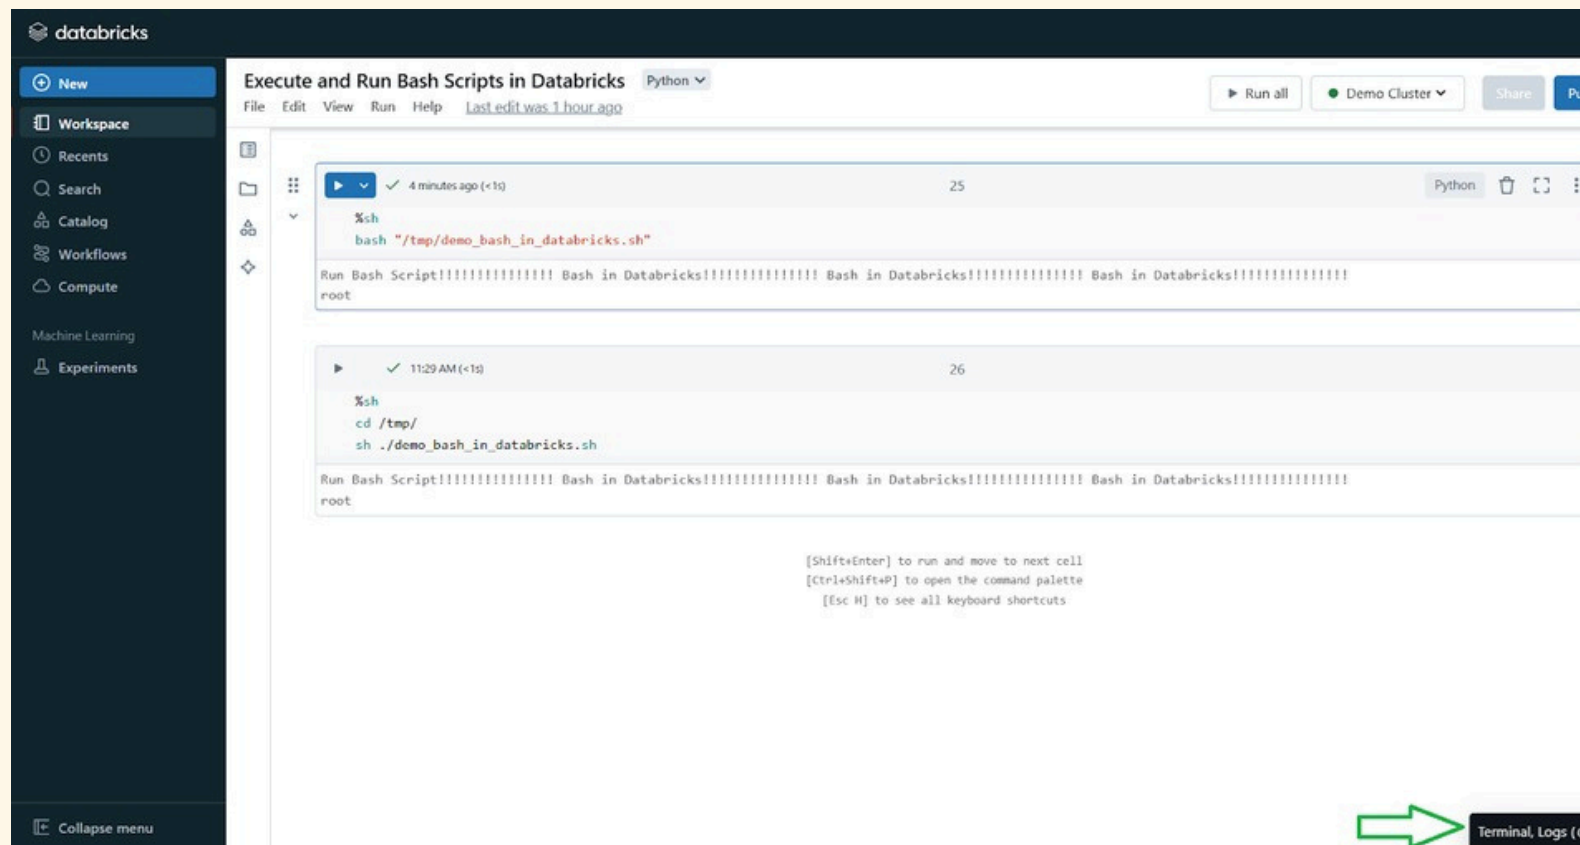 databricks
New
Workspace
Recents
Search
Catalog
Workflows
Compute
Machine Learning
Experiments
Collapse menu
Execute and Run Bash Scripts in Databricks Python
File Edit View Run Help Last edit was 1 hour ago
Run all Demo Cluster Share
4 minutes ago (<1s) 25 Python
%sh
bash "/tmp/demo_bash_in_databricks.sh"
Run Bash Script!!!!!!!!!!!!!!! Bash in Databricks!!!!!!!!!!!!!!! Bash in Databricks!!!!!!!!!!!!!!! Bash in Databricks!!!!!!!!!!!!!!!
root
11:29 AM (<1s) 26
%sh
cd /tmp/
sh ./demo_bash_in_databricks.sh
Run Bash Script!!!!!!!!!!!!!!! Bash in Databricks!!!!!!!!!!!!!!! Bash in Databricks!!!!!!!!!!!!!!! Bash in Databricks!!!!!!!!!!!!!!!
root
[Shift+Enter] to run and move to next cell
[Ctrl+Shift+P] to open the command palette
[Esc H] to see all keyboard shortcuts
Terminal, Logs